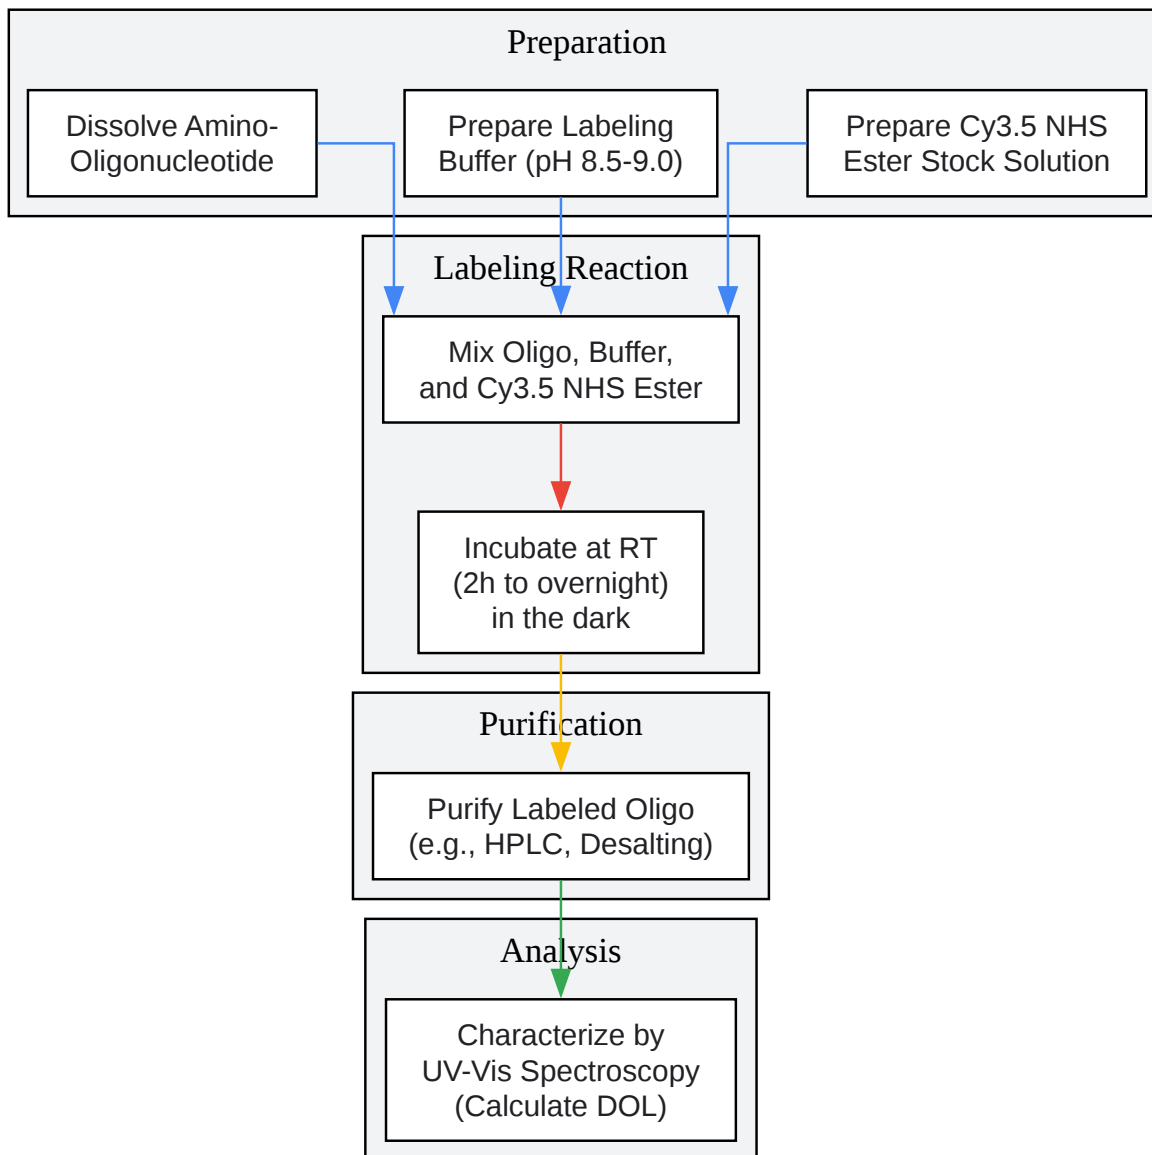 Preparation
Dissolve Amino-
Oligonucleotide
Prepare Labeling
Buffer (pH 8.5-9.0)
Prepare Cy3.5 NHS
Ester Stock Solution
Labeling Reaction
Mix Oligo, Buffer,
and Cy3.5 NHS Ester
Incubate at RT
(2h to overnight)
in the dark
Purification
Purify Labeled Oligo
(e.g., HPLC, Desalting)
Analysis
Characterize by
UV-Vis Spectroscopy
(Calculate DOL)